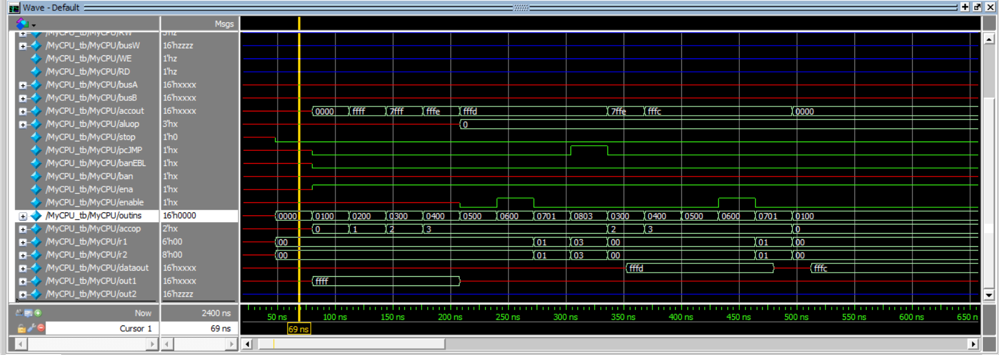 Wave - Default
Msgs
/MyCPU_tb/MyCPU/RW 3'hz
/MyCPU_tb/MyCPU/busW 16'hzzzz
/MyCPU_tb/MyCPU/WE 1'hz
/MyCPU_tb/MyCPU/RD 1'hz
/MyCPU_tb/MyCPU/busA 16'hxxxx
/MyCPU_tb/MyCPU/busB 16'hxxxx
/MyCPU_tb/MyCPU/accout 16'hxxxx 0000 ffff 7fff fffe fffd 7ffe fffc 0000
/MyCPU_tb/MyCPU/aluop 3'hx 0
/MyCPU_tb/MyCPU/stop 1'h0
/MyCPU_tb/MyCPU/pcJMP 1'hx
/MyCPU_tb/MyCPU/banEBL 1'hx
/MyCPU_tb/MyCPU/ban 1'hx
/MyCPU_tb/MyCPU/ena 1'hx
/MyCPU_tb/MyCPU/enable 1'hx
/MyCPU_tb/MyCPU/outins 16'h0000 0000 0100 0200 0300 0400 0500 0600 0701 0803 0300 0400 0500 0600 0701 0100
/MyCPU_tb/MyCPU/accop 2'hx 0 1 2 3 2 3 0
/MyCPU_tb/MyCPU/r1 6'h00 00 01 03 00 01 00
/MyCPU_tb/MyCPU/r2 8'h00 00 01 03 00 01 00
/MyCPU_tb/MyCPU/dataout 16'hxxxx fffd fffc
/MyCPU_tb/MyCPU/out1 16'hxxxx ffff
/MyCPU_tb/MyCPU/out2 16'hzzzz
Now 2400 ns 50 ns 100 ns 150 ns 200 ns 250 ns 300 ns 350 ns 400 ns 450 ns 500 ns 550 ns 600 ns 650 n
Cursor 1 69 ns 69 ns